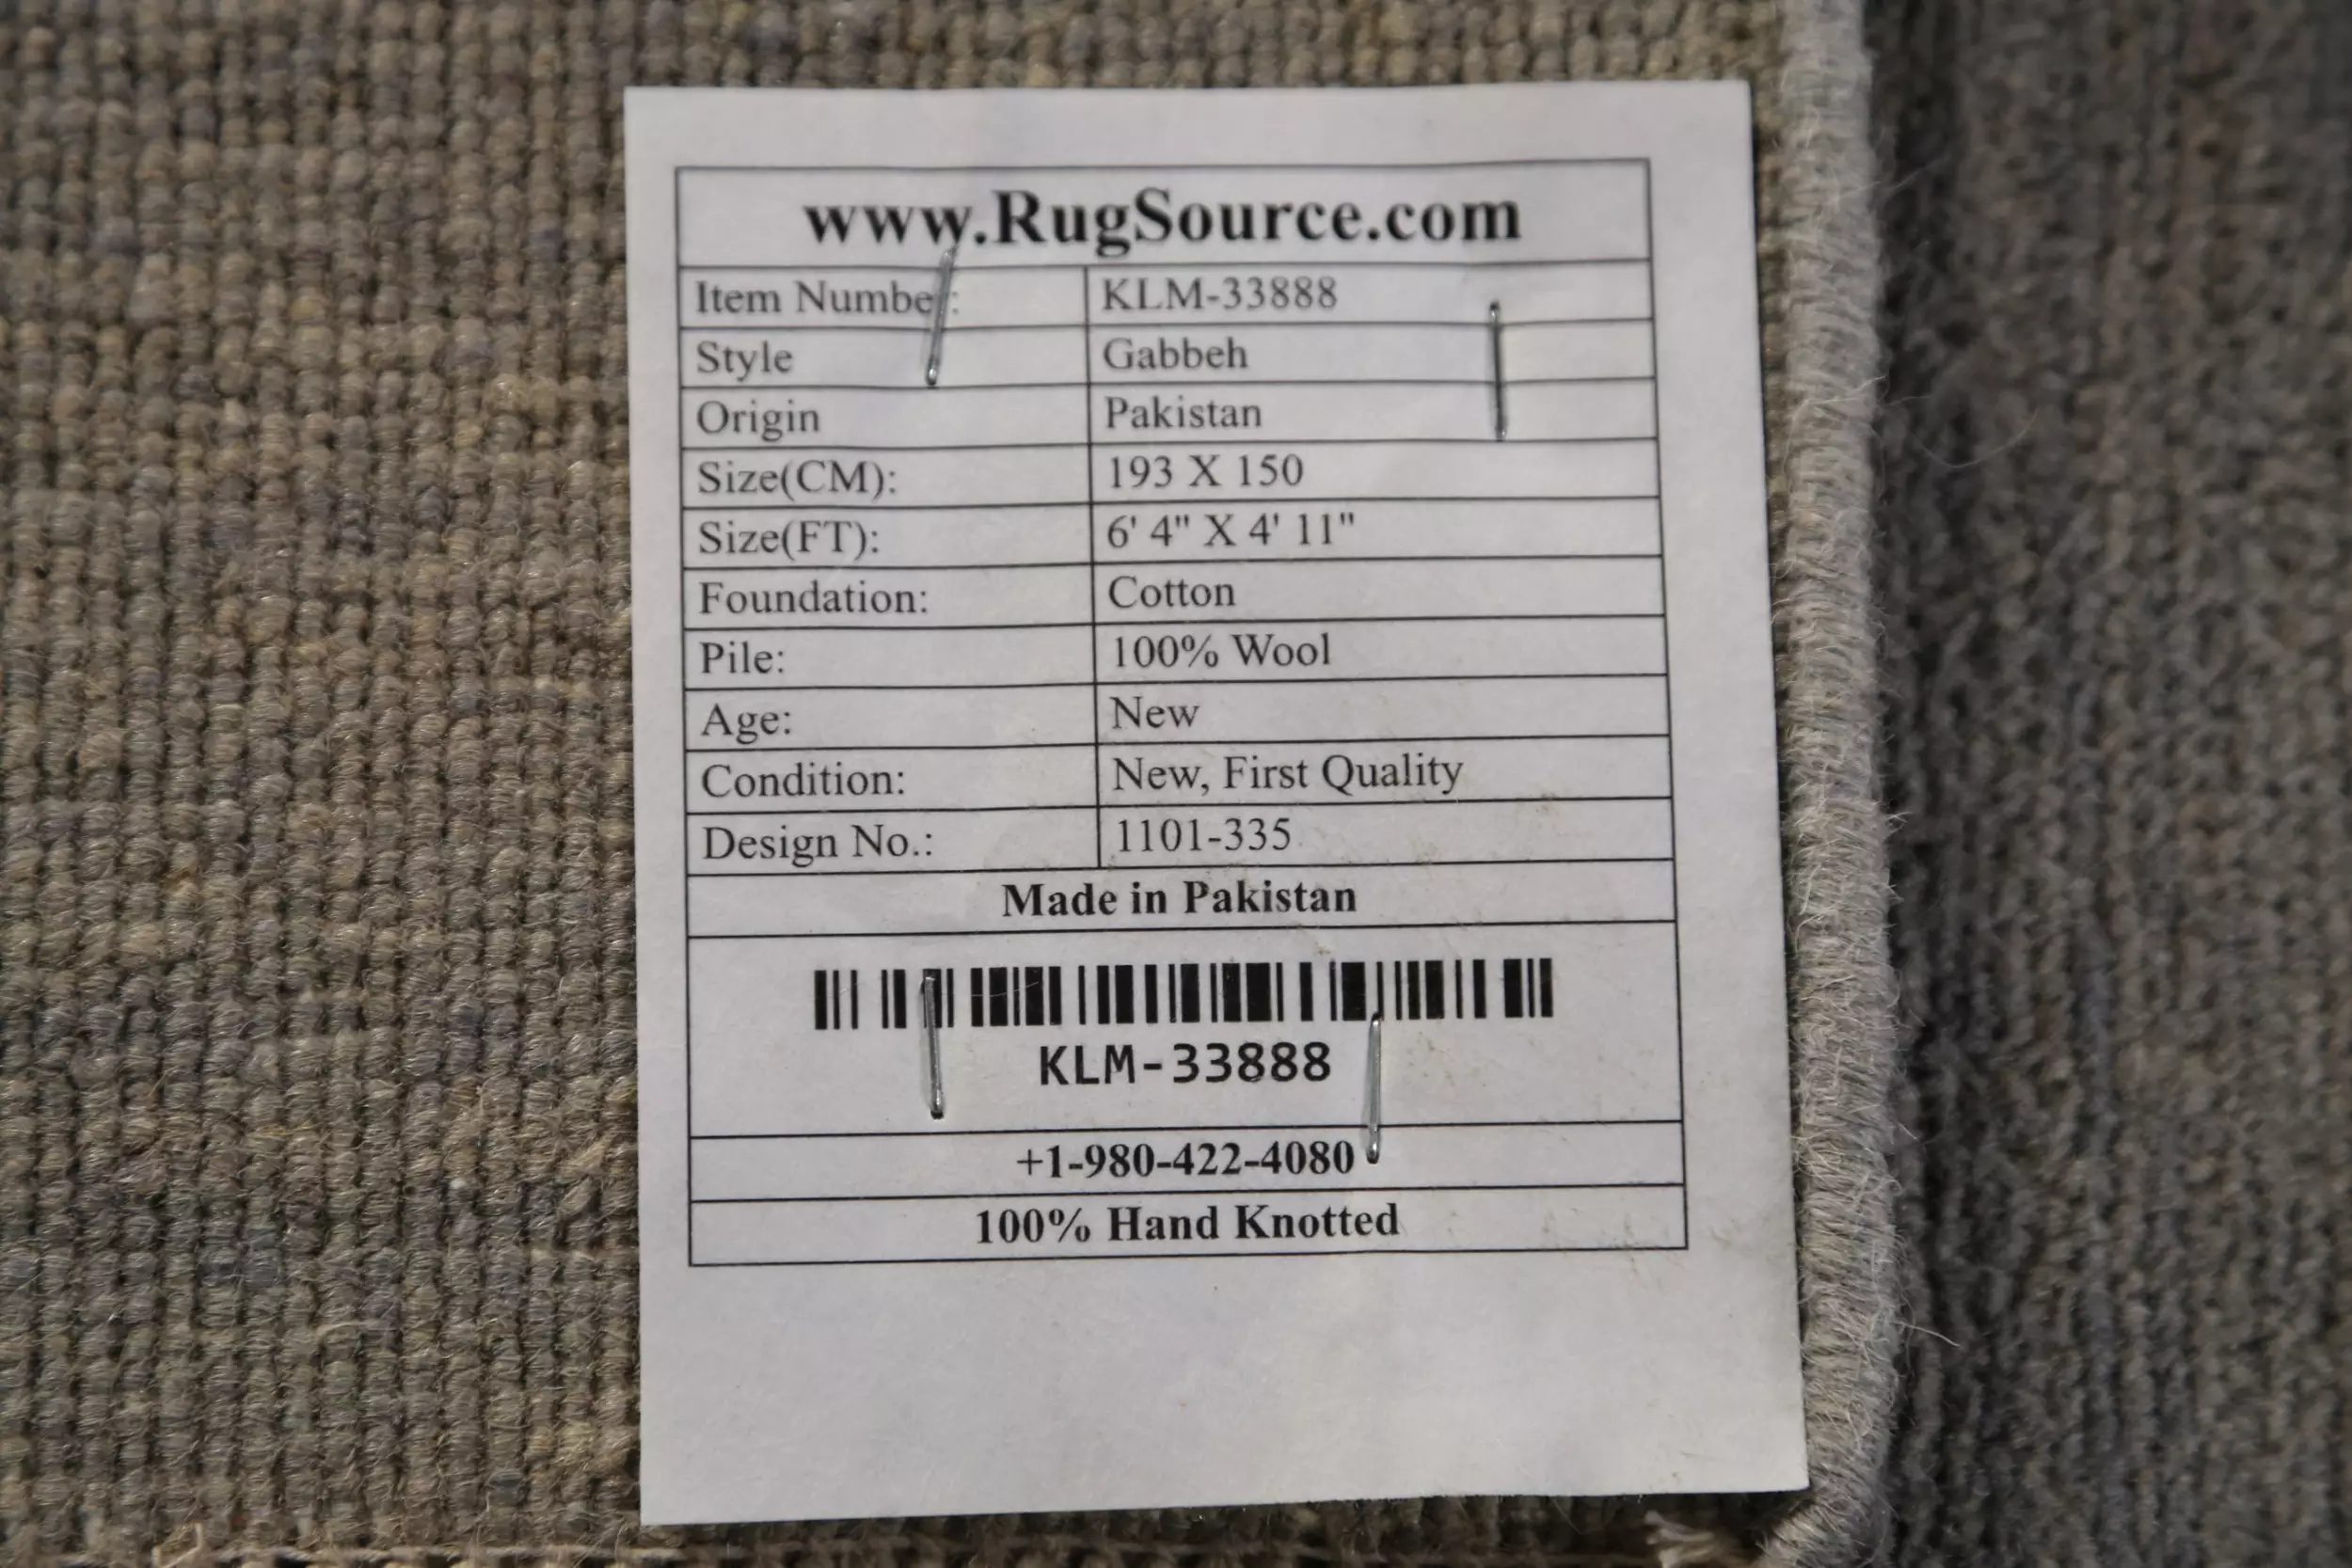 www.RugSource.com
Item Number: KLM-33888
Style Gabbeh
Origin Pakistan
Size(CM): 193 X 150
Size(FT): 6' 4" X 4' 11"
Foundation: Cotton
Pile: 100% Wool
Age: New
Condition: New, First Quality
Design No.: 1101-335
Made in Pakistan
KLM-33888
+1-980-422-4080
100% Hand Knotted